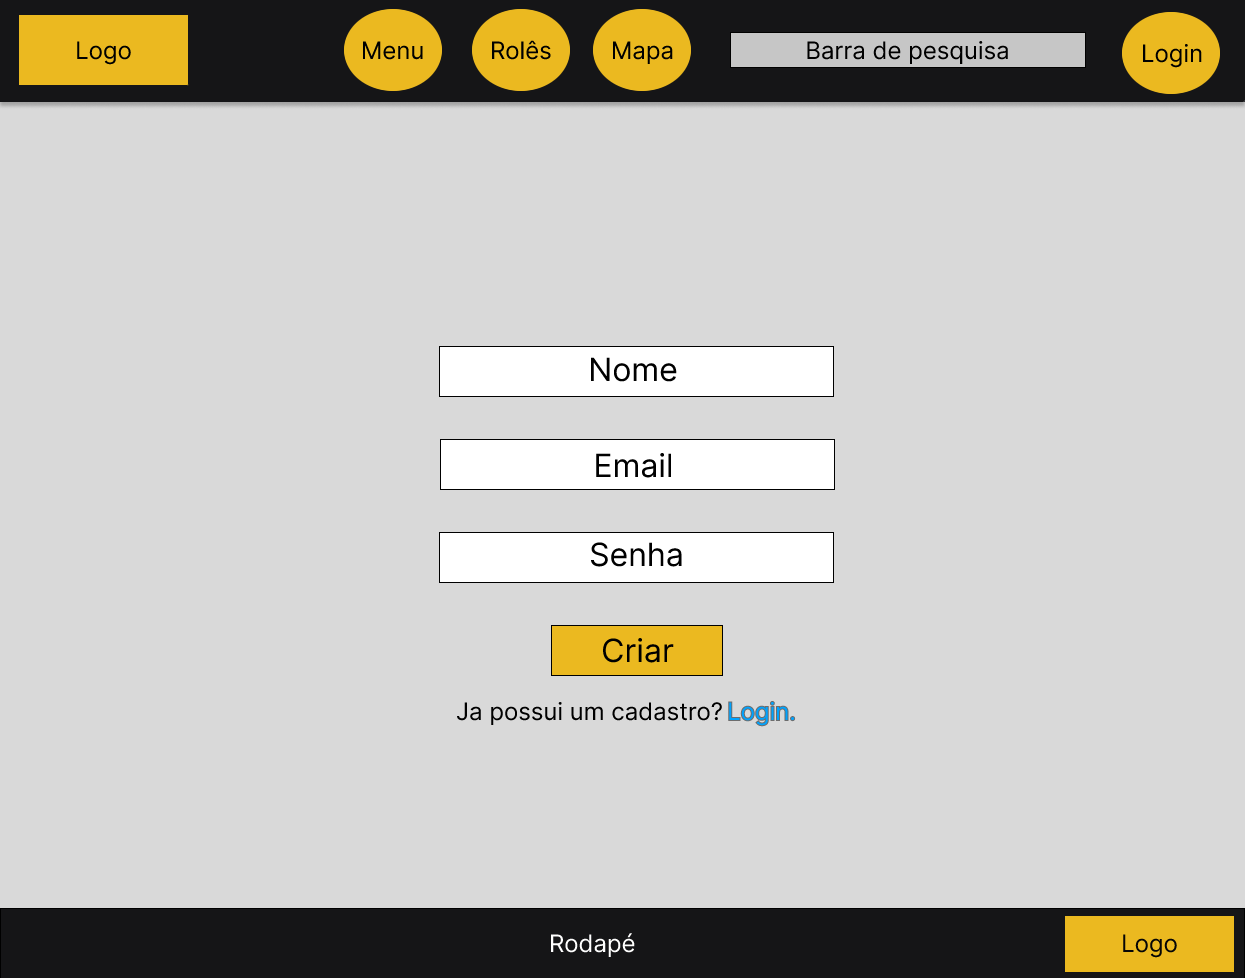 Logo
Menu
Rolês
Mapa
Barra de pesquisa
Login
Nome
Email
Senha
Criar
Ja possui um cadastro? Login.
Rodapé
Logo